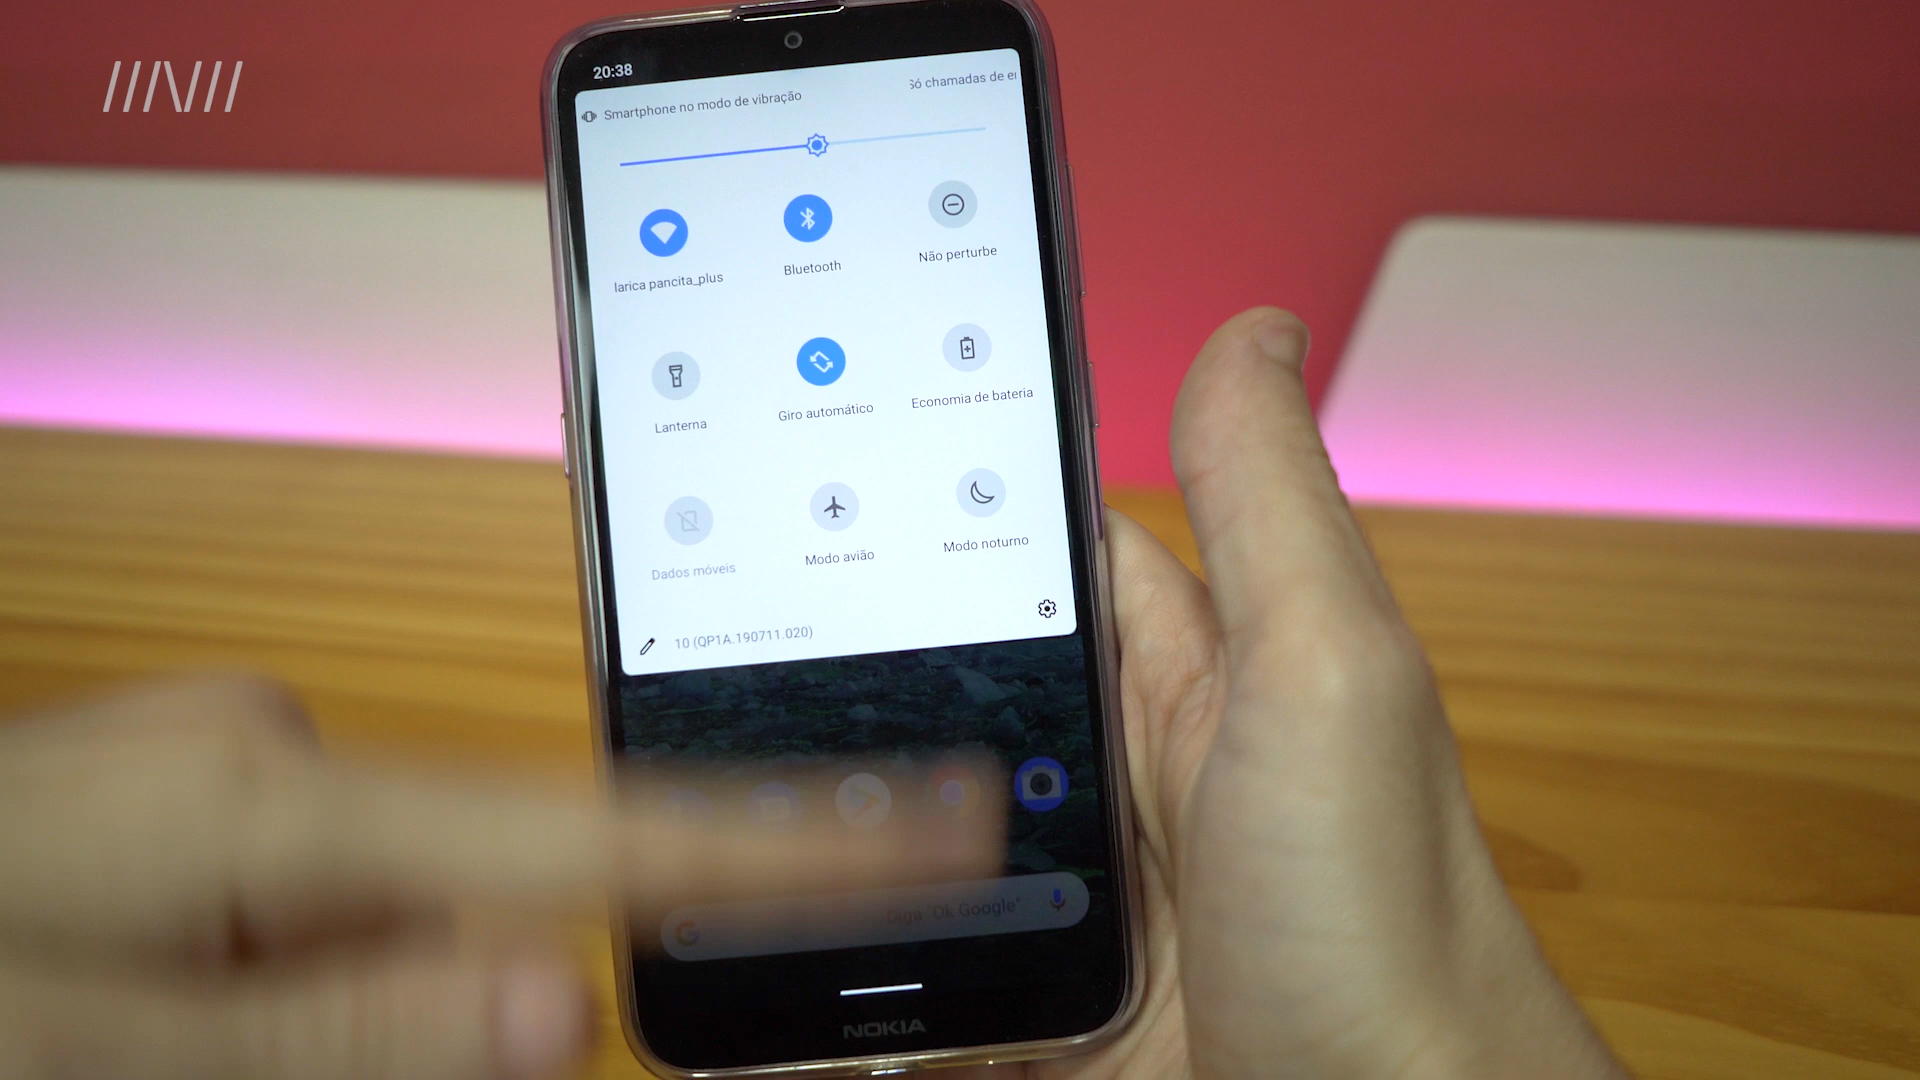 20:38
Smartphone no modo de vibração
Só chamadas de
larica pancita_plus
Bluetooth
Não perturbe
Lanterna
Giro automático
Economia de bateria
Dados móveis
Modo avião
Modo noturno
10 (QP1A.190711.020)
Diga "Ok Google"
NOKIA